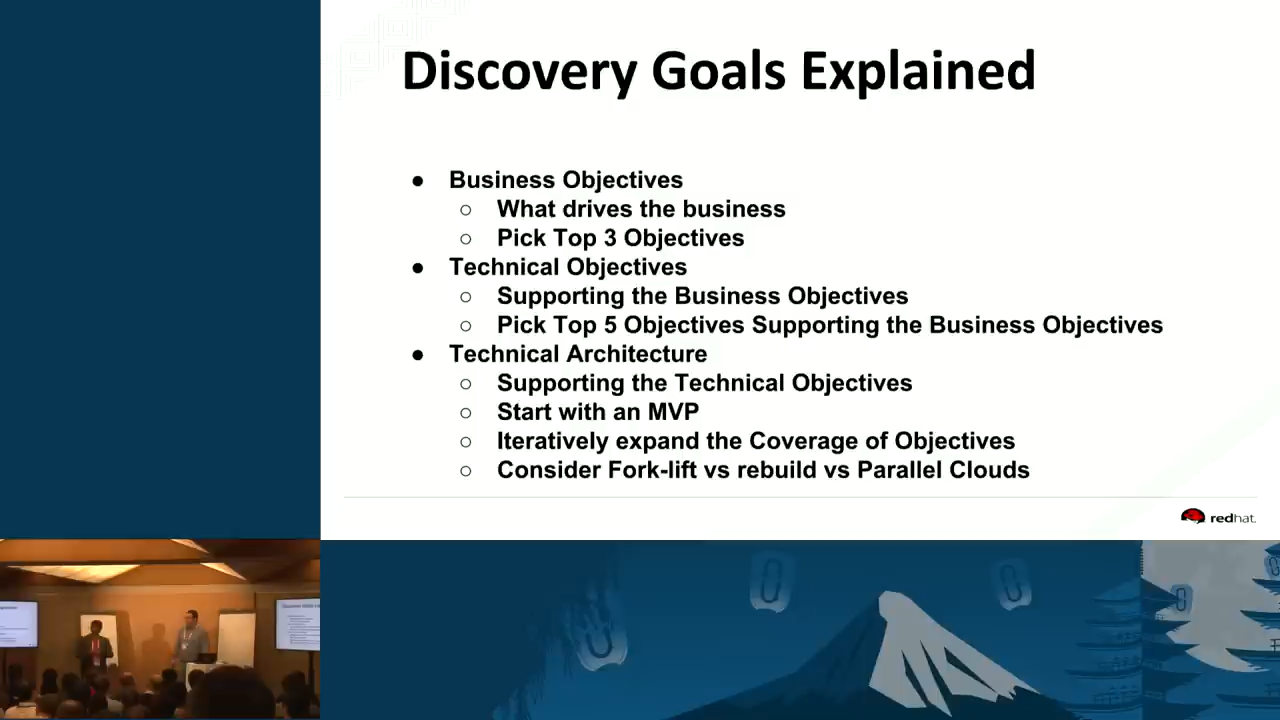 Discovery Goals Explained
● Business Objectives
○ What drives the business
○ Pick Top 3 Objectives
● Technical Objectives
○ Supporting the Business Objectives
○ Pick Top 5 Objectives Supporting the Business Objectives
● Technical Architecture
○ Supporting the Technical Objectives
○ Start with an MVP
○ Iteratively expand the Coverage of Objectives
○ Consider Fork-lift vs rebuild vs Parallel Clouds
redhat.